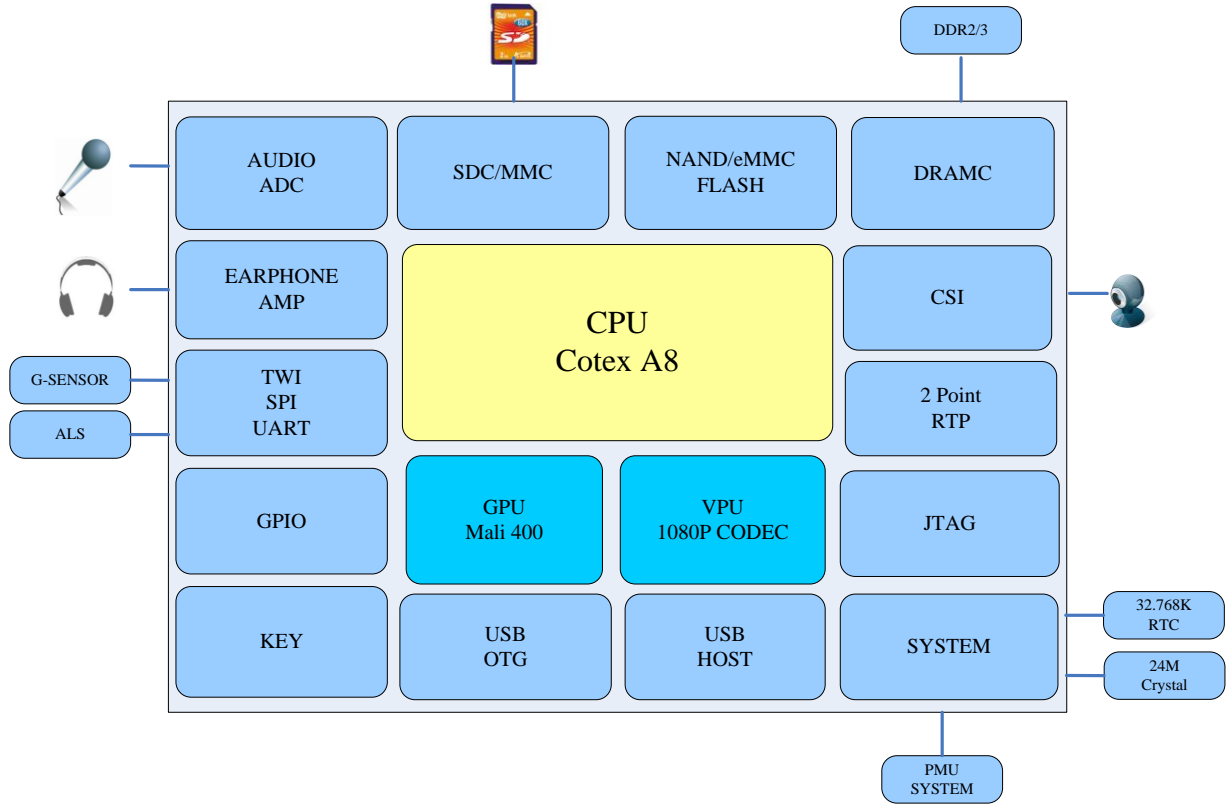 DDR2/3
AUDIO
ADC
SDC/MMC
NAND/eMMC
FLASH
DRAMC
EARPHONE
AMP
CPU
Cotex A8
CSI
G-SENSOR
ALS
TWI
SPI
UART
2 Point
RTP
GPIO
GPU
Mali 400
VPU
1080P CODEC
JTAG
KEY
USB
OTG
USB
HOST
SYSTEM
32.768K
RTC
24M
Crystal
PMU
SYSTEM